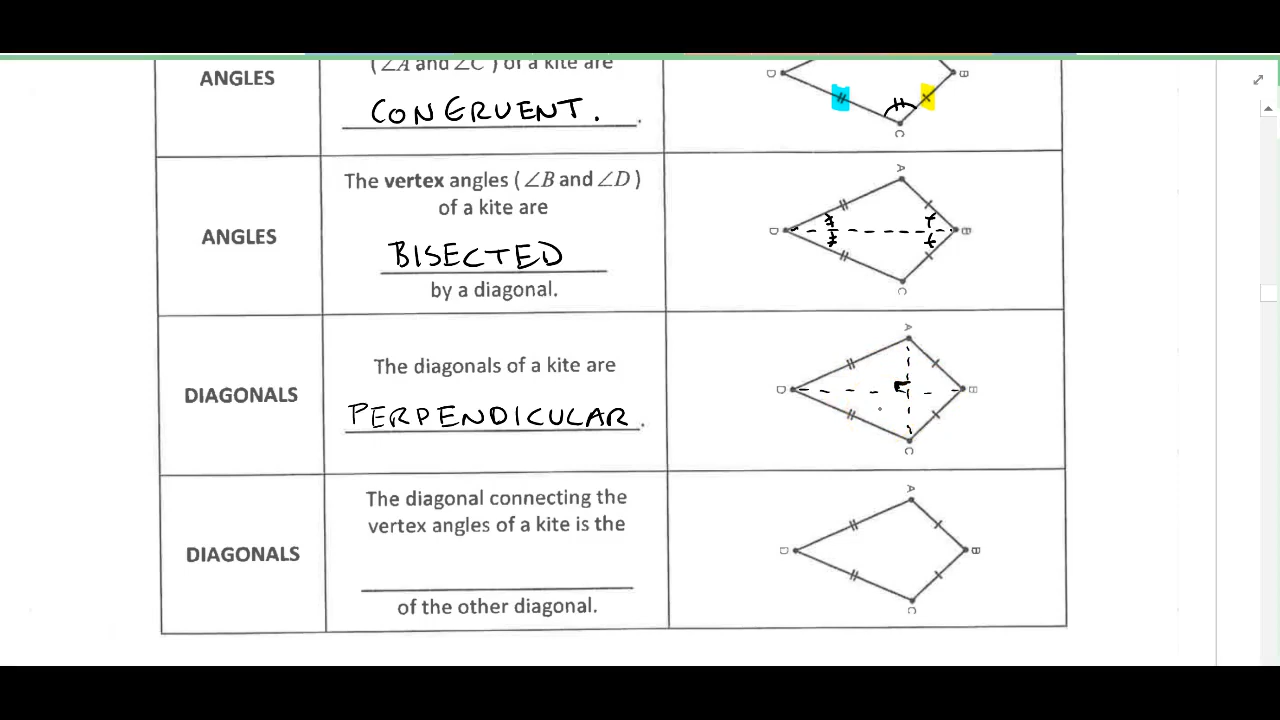 ANGLES
(∠A and ∠C ) of a kite are
CONGRUENT.
.
D
B
C
ANGLES
The vertex angles (∠B and ∠D)
of a kite are
BISECTED
by a diagonal.
A
D
B
C
DIAGONALS
The diagonals of a kite are
PERPENDICULAR.
A
D
B
C
DIAGONALS
The diagonal connecting the
vertex angles of a kite is the
of the other diagonal.
A
D
B
C